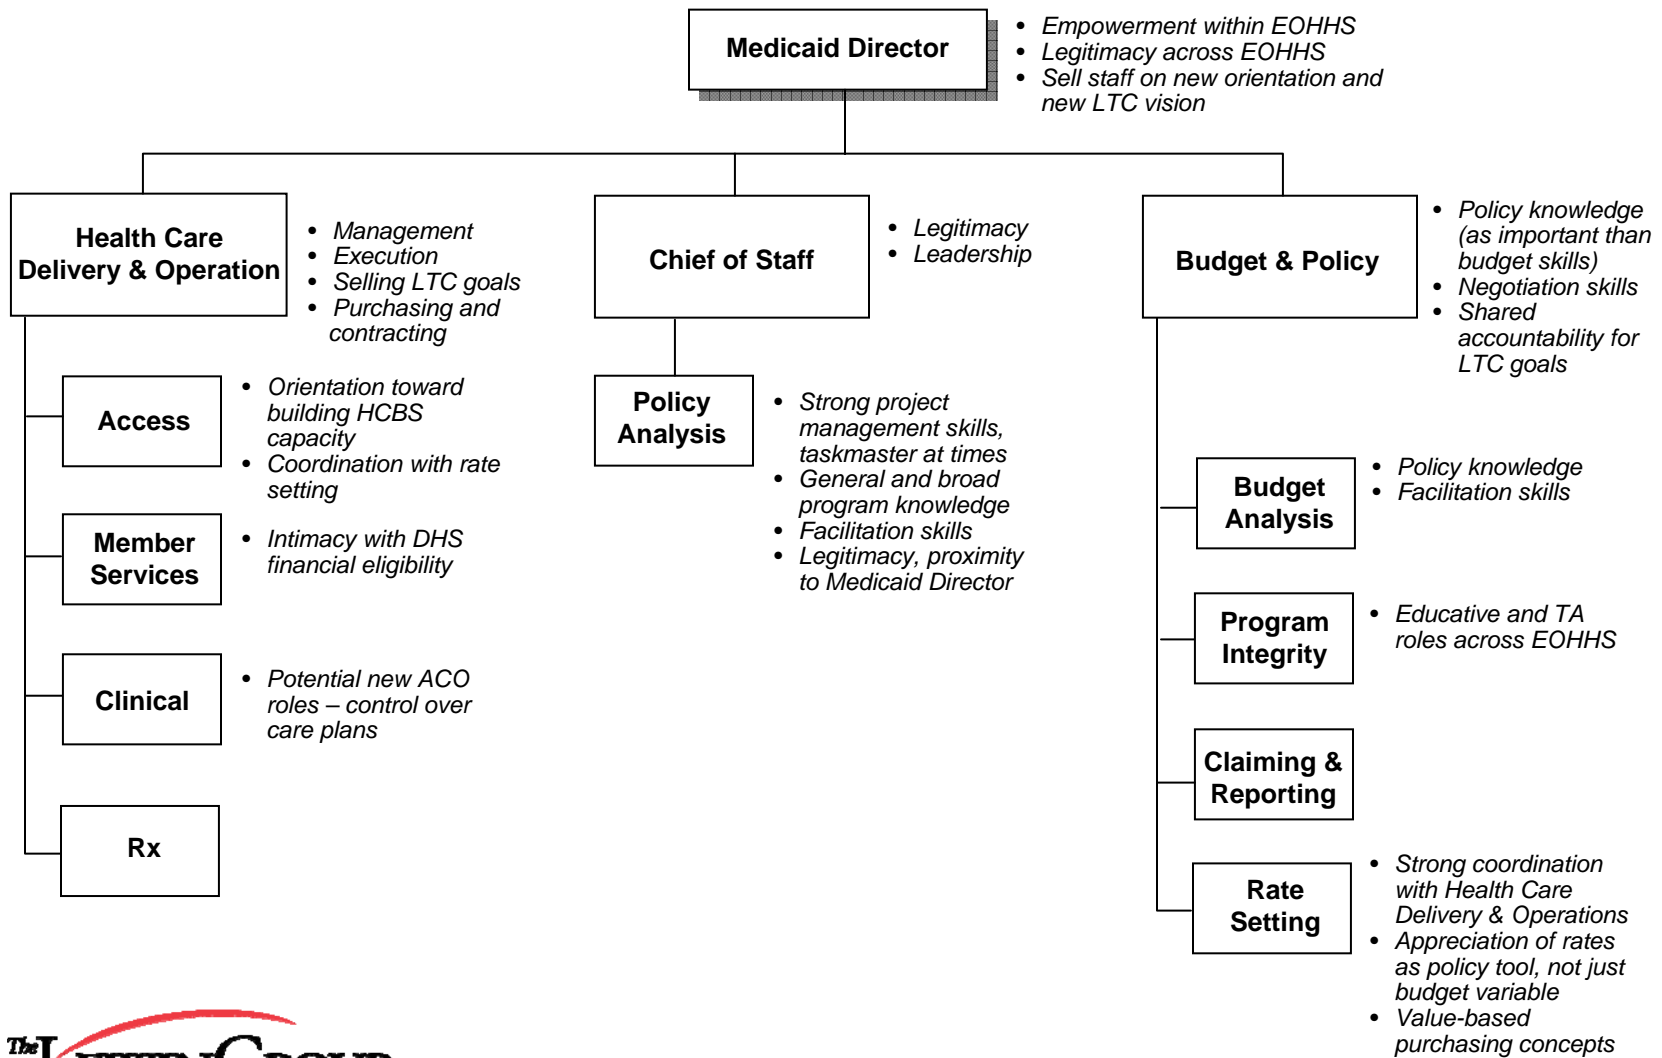 Medicaid Director
• Empowerment within EOHHS
• Legitimacy across EOHHS
• Sell staff on new orientation and
new LTC vision
Health Care
Delivery & Operation
• Management
• Execution
• Selling LTC goals
• Purchasing and
contracting
Chief of Staff
• Legitimacy
• Leadership
Budget & Policy
• Policy knowledge
(as important than
budget skills)
• Negotiation skills
• Shared
accountability for
LTC goals
Access
• Orientation toward
building HCBS
capacity
• Coordination with rate
setting
Member
Services
• Intimacy with DHS
financial eligibility
Clinical
• Potential new ACO
roles – control over
care plans
Rx
Policy
Analysis
• Strong project
management skills,
taskmaster at times
• General and broad
program knowledge
• Facilitation skills
• Legitimacy, proximity
to Medicaid Director
Budget
Analysis
• Policy knowledge
• Facilitation skills
Program
Integrity
• Educative and TA
roles across EOHHS
Claiming &
Reporting
Rate
Setting
• Strong coordination
with Health Care
Delivery & Operations
• Appreciation of rates
as policy tool, not just
budget variable
• Value-based
purchasing concepts
The LEWIN GROUP